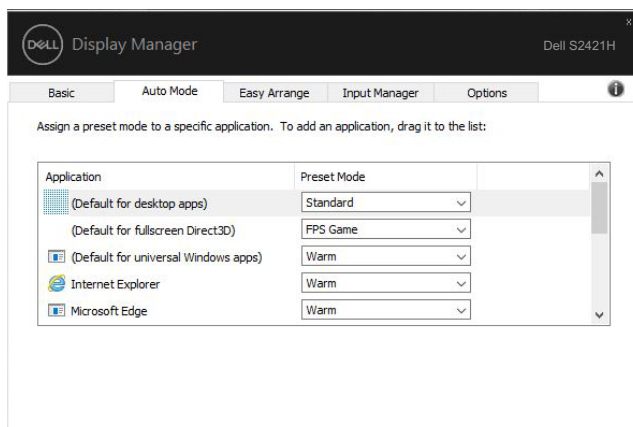 DELL Display Manager
x
Dell S2421H
Basic Auto Mode Easy Arrange Input Manager Options
i
Assign a preset mode to a specific application. To add an application, drag it to the list:
Application Preset Mode
(Default for desktop apps) Standard
(Default for fullscreen Direct3D) FPS Game
(Default for universal Windows apps) Warm
Internet Explorer Warm
Microsoft Edge Warm